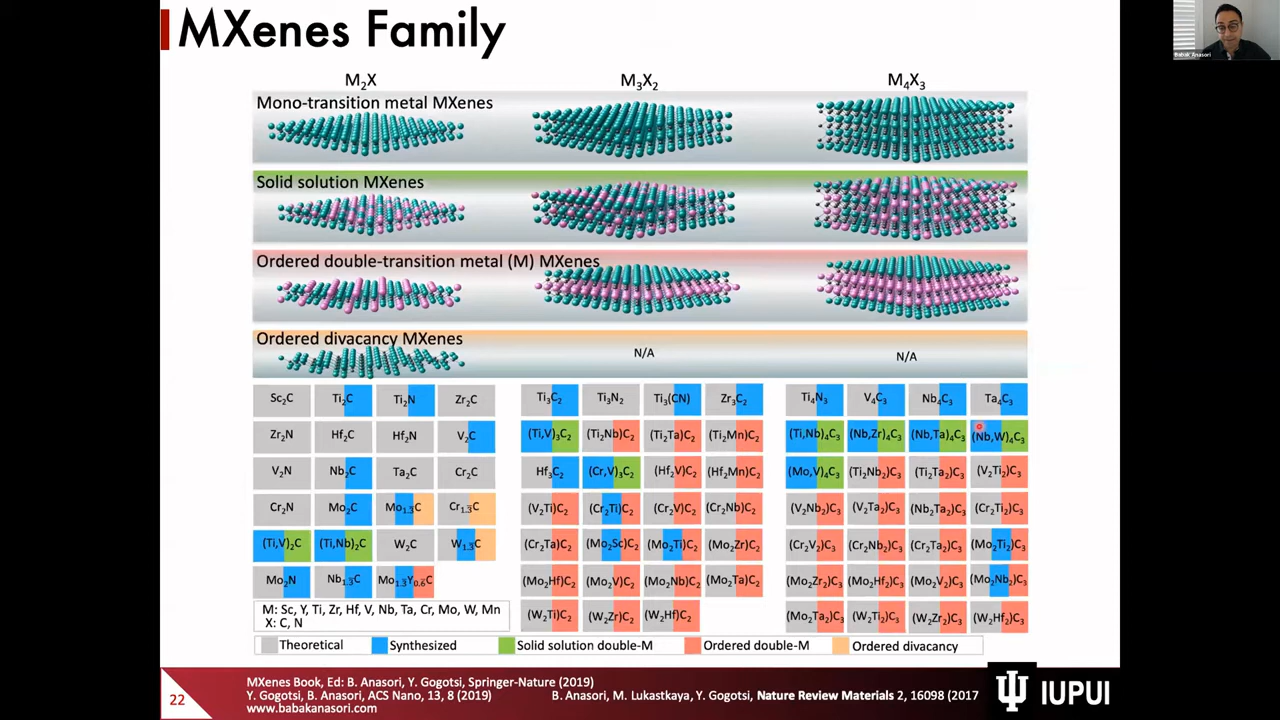 MXenes Family
Babak Anasori
M₂X M₃X₂ M₄X₃
Mono-transition metal MXenes
Solid solution MXenes
Ordered double-transition metal (M) MXenes
Ordered divacancy MXenes
N/A N/A
Sc₂C Ti₂C Ti₂N Zr₂C Ti₃C₂ Ti₃N₂ Ti₃(CN) Zr₃C₂ Ti₄N₃ V₄C₃ Nb₄C₃ Ta₄C₃
Zr₂N Hf₂C Hf₂N V₂C (Ti,V)₃C₂ (Ti₂Nb)C₂ (Ti₂Ta)C₂ (Ti₂Mn)C₂ (Ti,Nb)₄C₃ (Nb,Zr)₄C₃ (Nb,Ta)₄C₃ (Nb,W)₄C₃
V₂N Nb₂C Ta₂C Cr₂C Hf₃C₂ (Cr,V)₃C₂ (Hf₂V)C₂ (Hf₂Mn)C₂ (Mo,V)₄C₃ (Ti₂Nb₂)C₃ (Ti₂Ta₂)C₃ (V₂Ti₂)C₃
Cr₂N Mo₂C Mo₁.₃C Cr₁.₃C (V₂Ti)C₂ (Cr₂Ti)C₂ (Cr₂V)C₂ (Cr₂Nb)C₂ (V₂Nb₂)C₃ (V₂Ta₂)C₃ (Nb₂Ta₂)C₃ (Cr₂Ti₂)C₃
(Ti,V)₂C (Ti,Nb)₂C W₂C W₁.₃C (Cr₂Ta)C₂ (Mo₂Sc)C₂ (Mo₂Ti)C₂ (Mo₂Zr)C₂ (Cr₂V₂)C₃ (Cr₂Nb₂)C₃ (Cr₂Ta₂)C₃ (Mo₂Ti₂)C₃
Mo₂N Nb₁.₃C Mo₁.₃Y₀.₆C (Mo₂Hf)C₂ (Mo₂V)C₂ (Mo₂Nb)C₂ (Mo₂Ta)C₂ (Mo₂Zr₂)C₃ (Mo₂Hf₂)C₃ (Mo₂V₂)C₃ (Mo₂Nb₂)C₃
(W₂Ti)C₂ (W₂Zr)C₂ (W₂Hf)C₂ (Mo₂Ta₂)C₃ (W₂Ti₂)C₃ (W₂Zr₂)C₃ (W₂Hf₂)C₃
M: Sc, Y, Ti, Zr, Hf, V, Nb, Ta, Cr, Mo, W, Mn
X: C, N
Theoretical Synthesized Solid solution double-M Ordered double-M Ordered divacancy
22
MXenes Book, Ed: B. Anasori, Y. Gogotsi, Springer-Nature (2019)
Y. Gogotsi, B. Anasori, ACS Nano, 13, 8 (2019) B. Anasori, M. Lukastkaya, Y. Gogotsi, Nature Review Materials 2, 16098 (2017
www.babakanasori.com
IUPUI